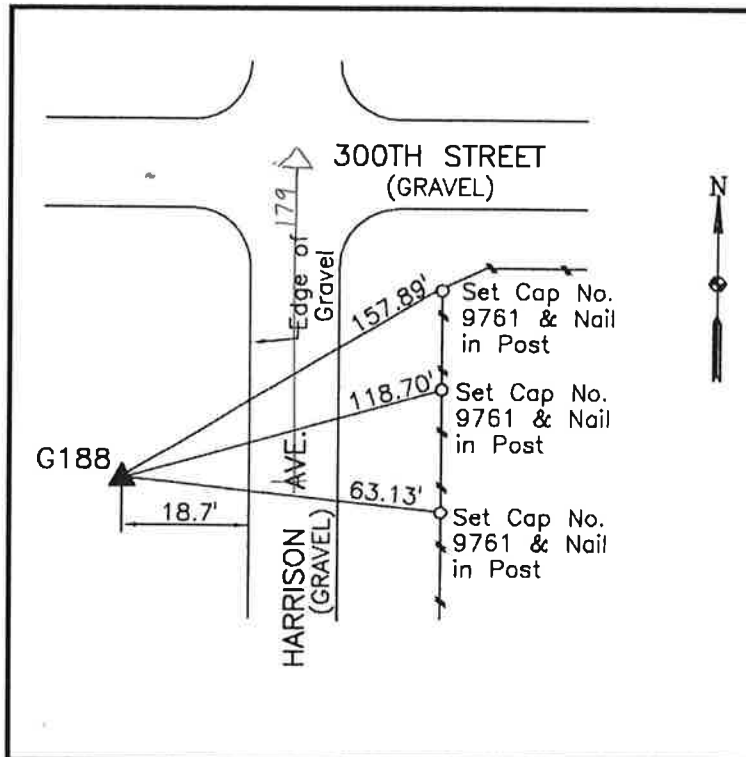 300TH STREET
(GRAVEL)
N
179
Edge of
Gravel
157.89'
Set Cap No.
9761 & Nail
in Post
118.70'
Set Cap No.
9761 & Nail
in Post
G188
AVE.
63.13'
18.7'
Set Cap No.
9761 & Nail
in Post
HARRISON
(GRAVEL)